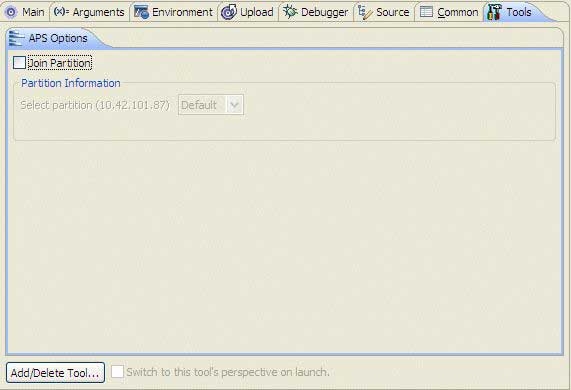 Main (x)= Arguments Environment Upload Debugger Source Common Tools
APS Options
Join Partition
Partition Information
Select partition (10.42.101.87) Default
Add/Delete Tool... Switch to this tool's perspective on launch.